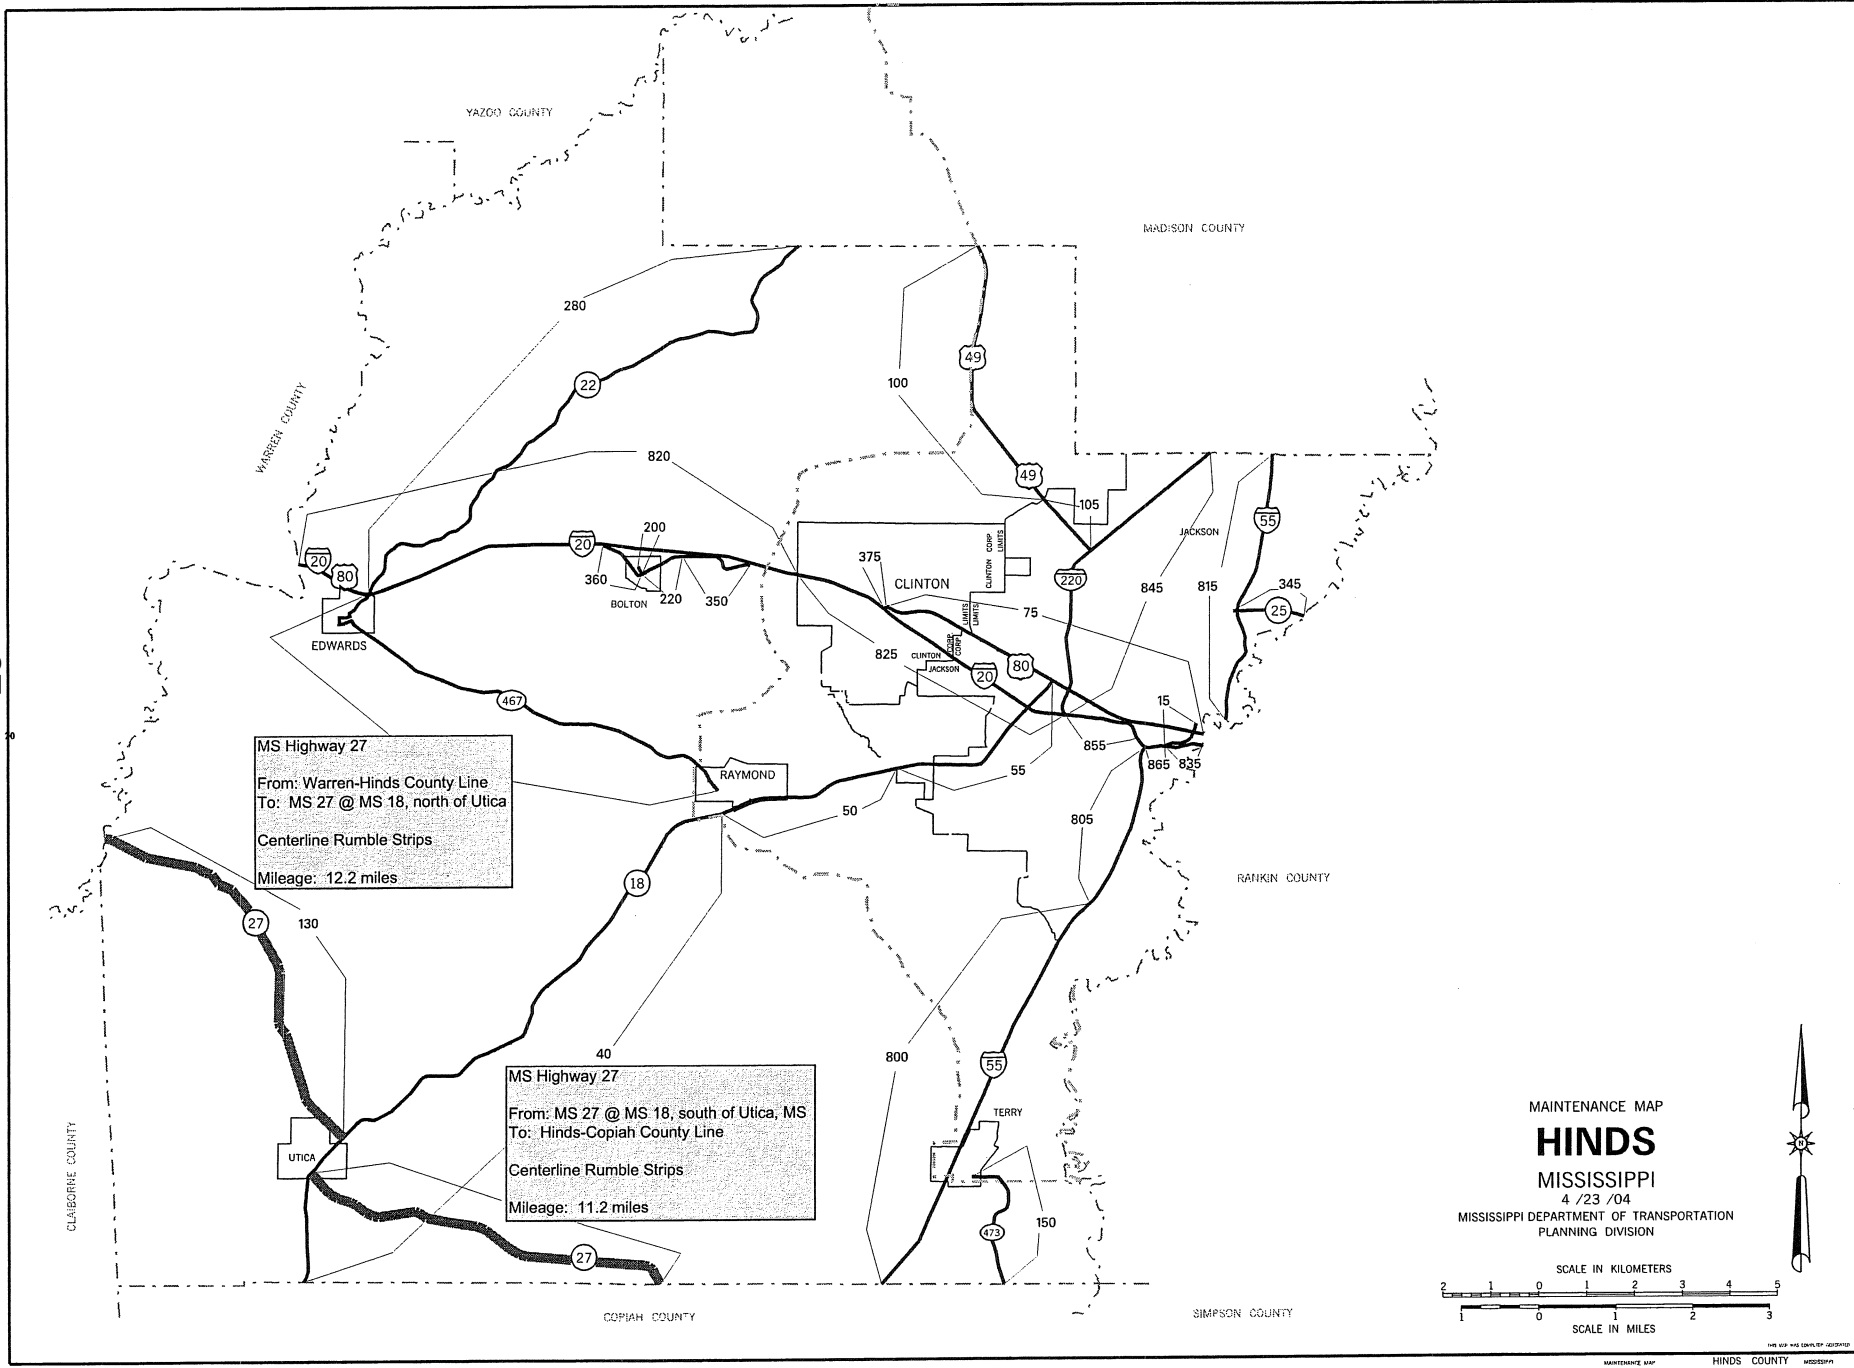 YAZOO COUNTY
MADISON COUNTY
280
49
22
100
WARREN COUNTY
820
49
105
200
55
JACKSON
20
20
80
375
CLINTON CORP
LIMITS
360
220
350
BOLTON
CLINTON
220
845
815
345
25
75
LIMITS
LIMITS
EDWARDS
CORP
CORP
825
CLINTON
JACKSON
80
20
467
15
20
855
865
835
MS Highway 27
From: Warren-Hinds County Line
To: MS 27 @ MS 18, north of Utica
Centerline Rumble Strips
Mileage: 12.2 miles
RAYMOND
55
50
805
18
RANKIN COUNTY
27
130
40
800
55
MS Highway 27
From: MS 27 @ MS 18, south of Utica, MS
To: Hinds-Copiah County Line
Centerline Rumble Strips
Mileage: 11.2 miles
TERRY
UTICA
CLAIBORNE COUNTY
150
473
27
COPIAH COUNTY
SIMPSON COUNTY
MAINTENANCE MAP
HINDS
MISSISSIPPI
4 /23 /04
MISSISSIPPI DEPARTMENT OF TRANSPORTATION
PLANNING DIVISION
N
SCALE IN KILOMETERS
2 1 0 1 2 3 4 5
1 0 1 2 3
SCALE IN MILES
MAINTENANCE MAP HINDS COUNTY MISSISSIPPI